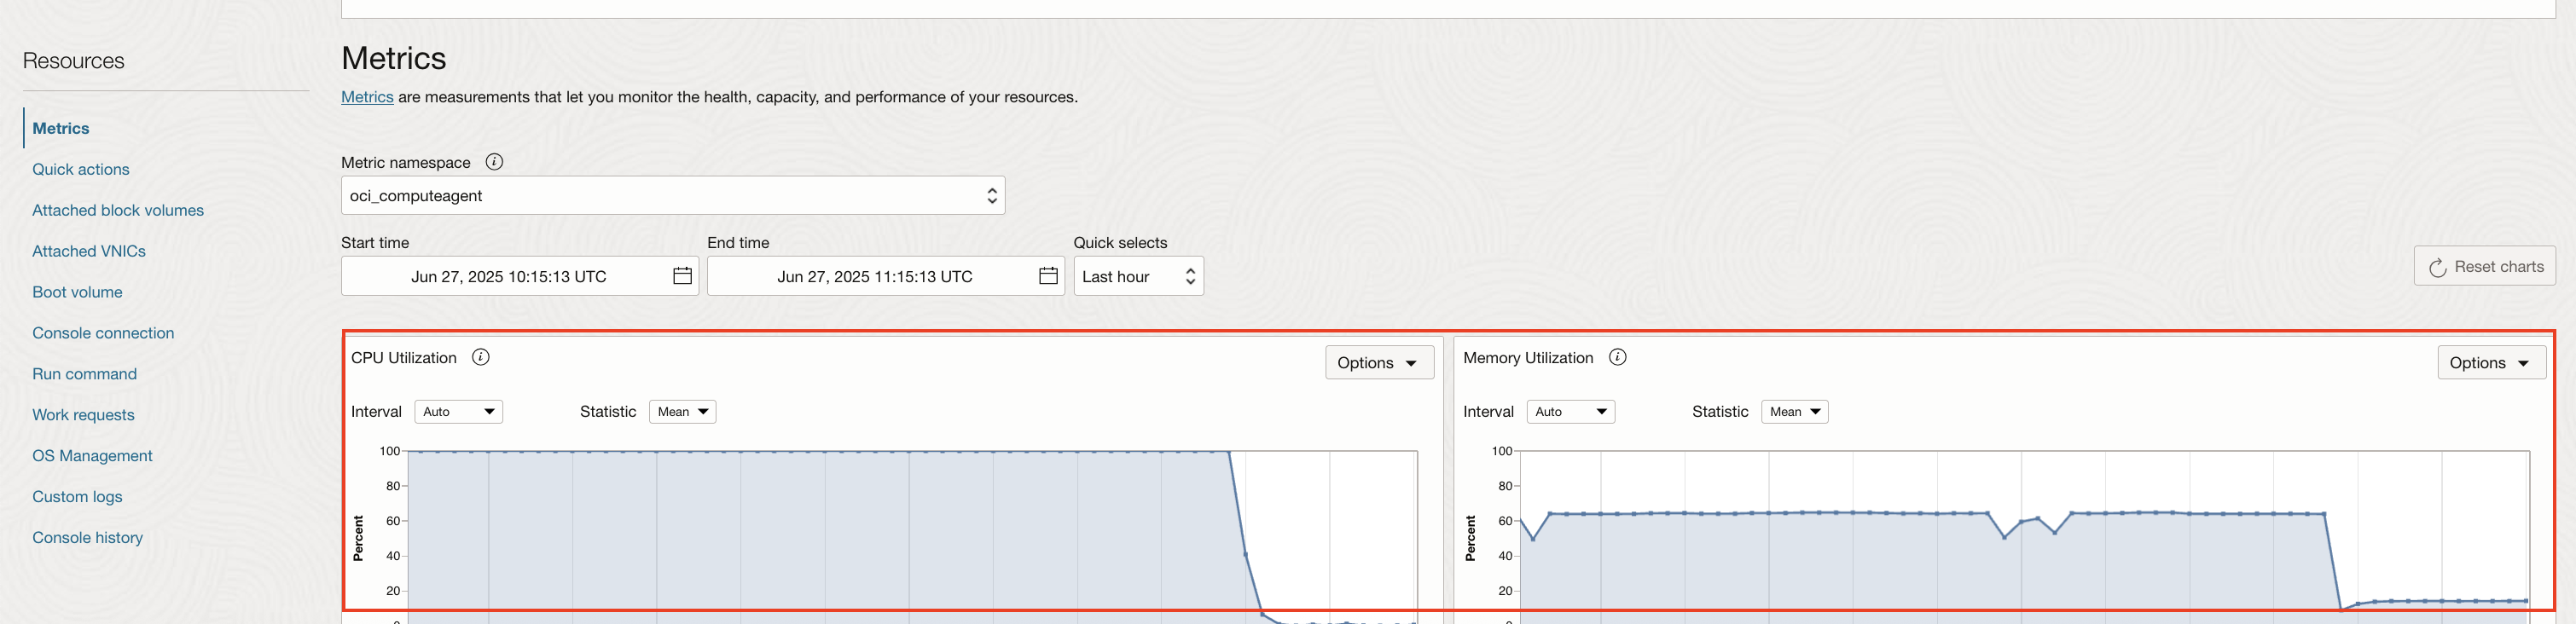 Resources
Metrics
Quick actions
Attached block volumes
Attached VNICs
Boot volume
Console connection
Run command
Work requests
OS Management
Custom logs
Console history
Metrics
Metrics are measurements that let you monitor the health, capacity, and performance of your resources.
Metric namespace
oci_computeagent
Start time End time Quick selects
Jun 27, 2025 10:15:13 UTC Jun 27, 2025 11:15:13 UTC Last hour
Reset charts
CPU Utilization
Options
Interval Auto Statistic Mean
100
80
60
40
20
0
Percent
Memory Utilization
Options
Interval Auto Statistic Mean
100
80
60
40
20
0
Percent